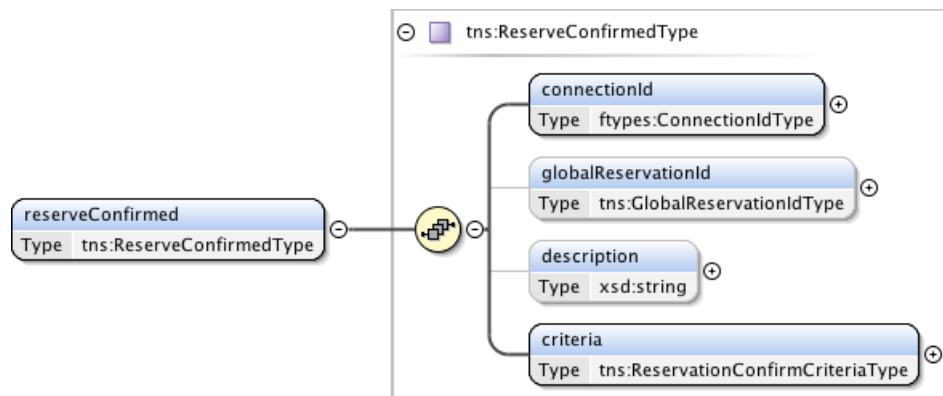 tns:ReserveConfirmedType
connectionId
Type ftypes:ConnectionIdType
globalReservationId
Type tns:GlobalReservationIdType
reserveConfirmed
Type tns:ReserveConfirmedType
description
Type xsd:string
criteria
Type tns:ReservationConfirmCriteriaType